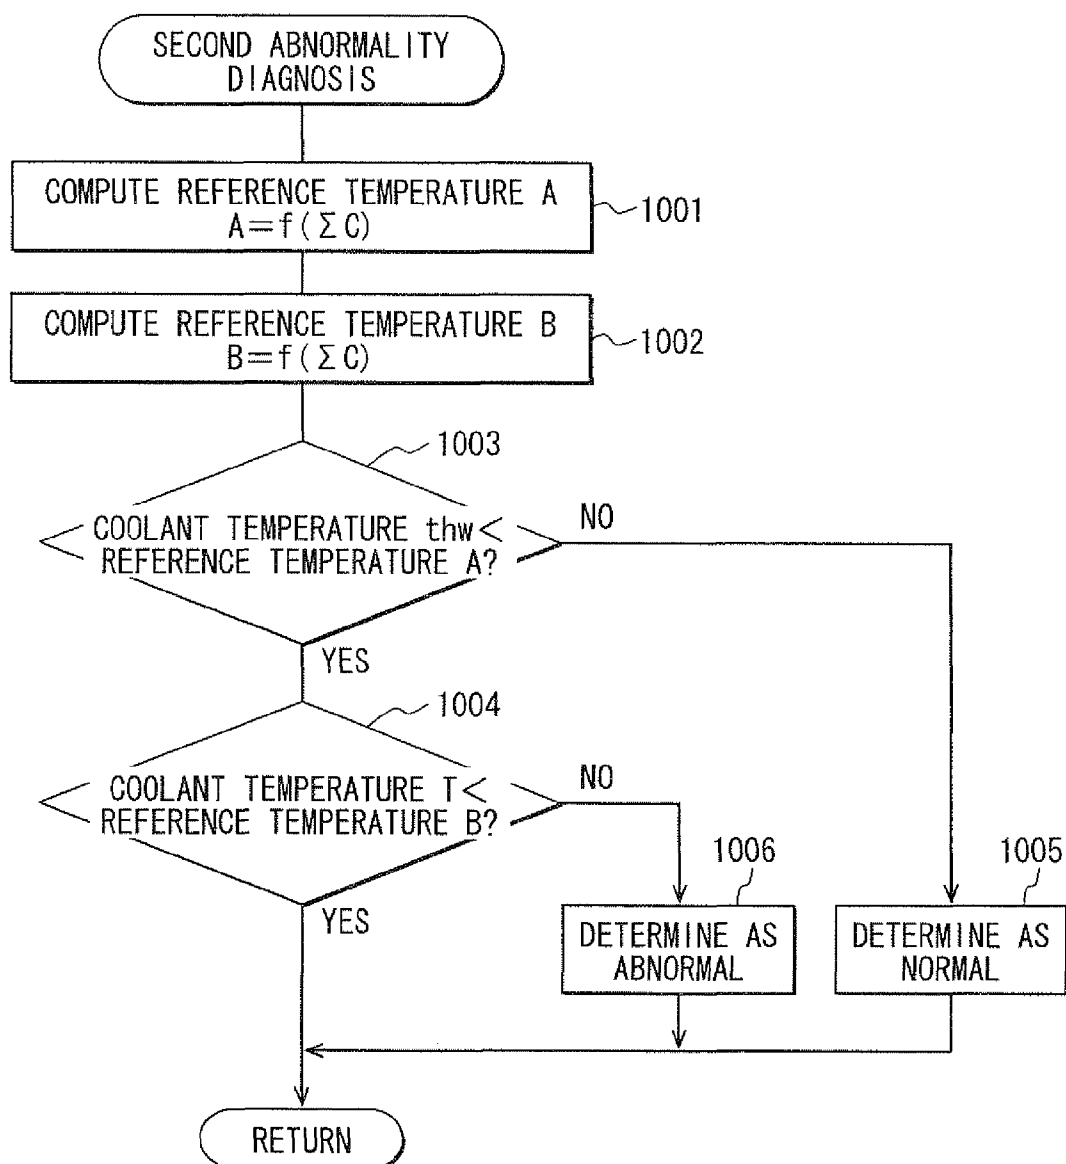 SECOND ABNORMALITY
DIAGNOSIS
COMPUTE REFERENCE TEMPERATURE A
A=f(ΣC)
1001
COMPUTE REFERENCE TEMPERATURE B
B=f(ΣC)
1002
1003
COOLANT TEMPERATURE thw<
REFERENCE TEMPERATURE A?
NO
YES
1004
COOLANT TEMPERATURE T<
REFERENCE TEMPERATURE B?
NO
YES
1006
DETERMINE AS
ABNORMAL
1005
DETERMINE AS
NORMAL
RETURN